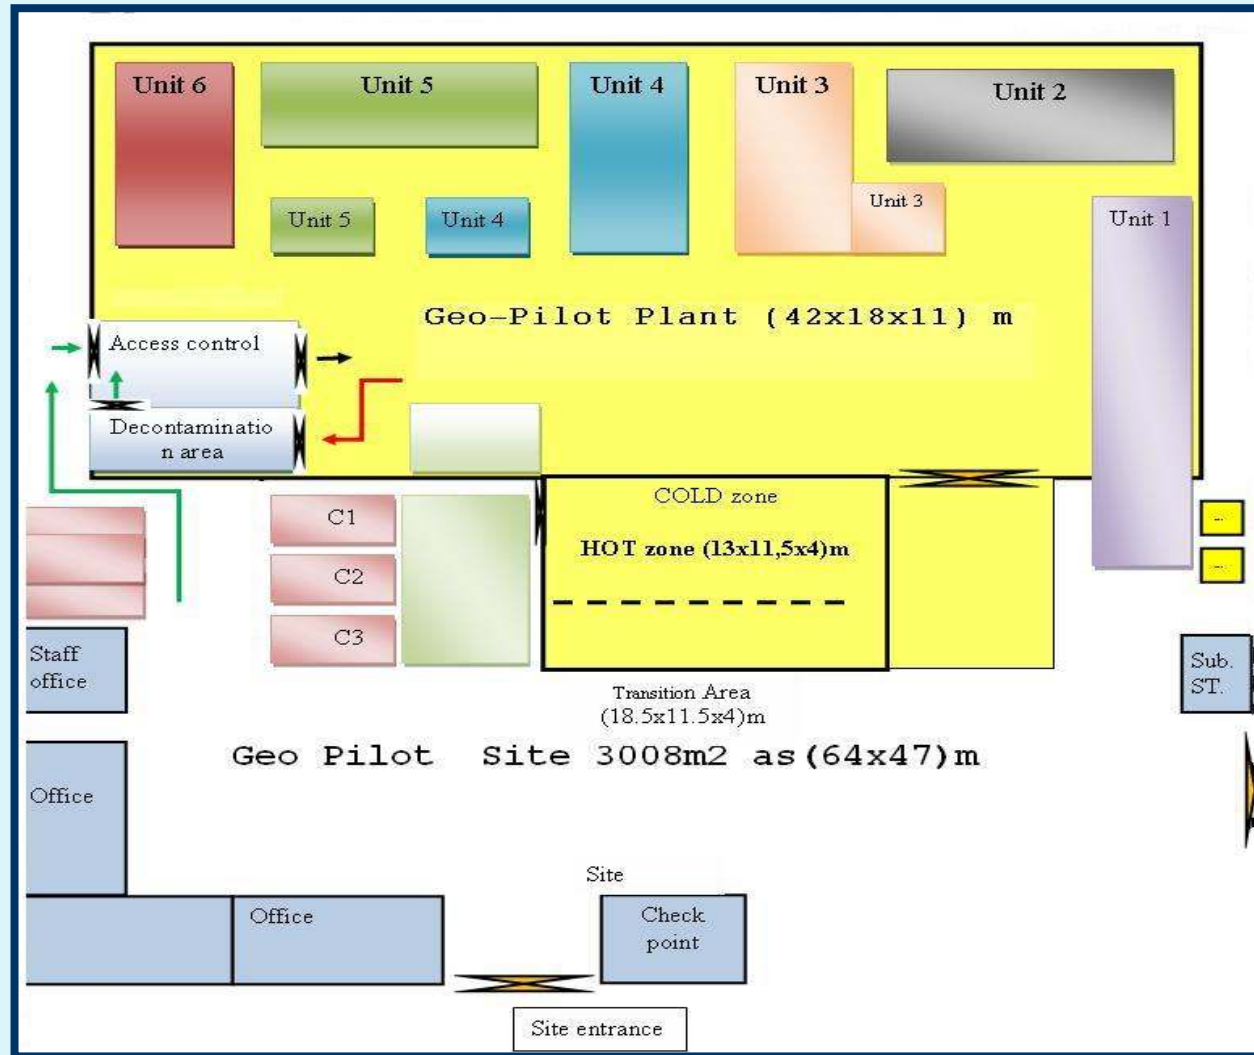 Unit 6
Unit 5
Unit 4
Unit 3
Unit 2
Unit 5
Unit 4
Unit 3
Unit 1
Geo-Pilot Plant (42x18x11) m
Access control
Decontaminatio
n area
COLD zone
HOT zone (13x11,5x4)m
C1
C2
C3
Staff
office
Sub.
ST.
Transition Area
(18.5x11.5x4)m
Geo Pilot Site 3008m2 as(64x47)m
Office
Site
Office
Check
point
Site entrance